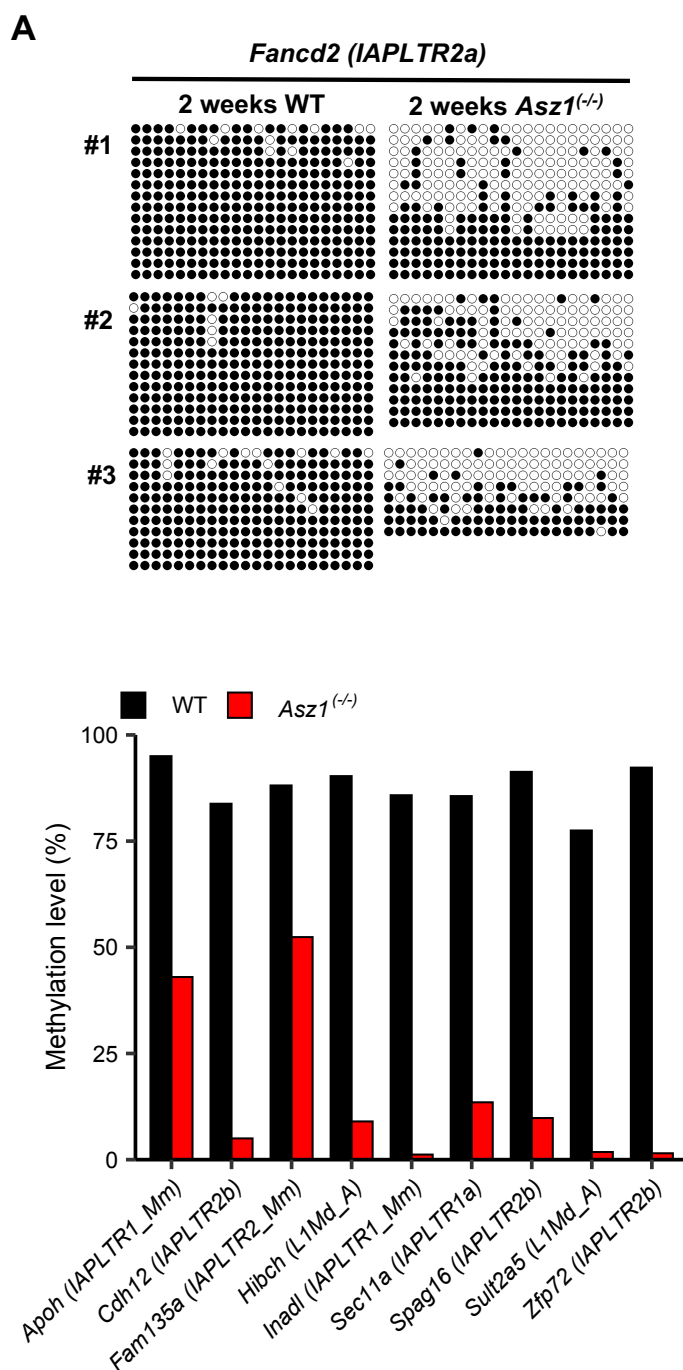 A
Fancd2 (IAPLTR2a)
2 weeks WT 2 weeks Asz1(-/-)
#1
#2
#3
WT Asz1(-/-)
Methylation level (%)
100
75
50
25
0
Apoh (IAPLTR1_Mm)
Cdh12 (IAPLTR2b)
Fam135a (IAPLTR2_Mm)
Hibch (L1Md_A)
Inadl (IAPLTR1_Mm)
Sec11a (IAPLTR1a)
Spag16 (IAPLTR2b)
Sult2a5 (L1Md_A)
Zfp72 (IAPLTR2b)